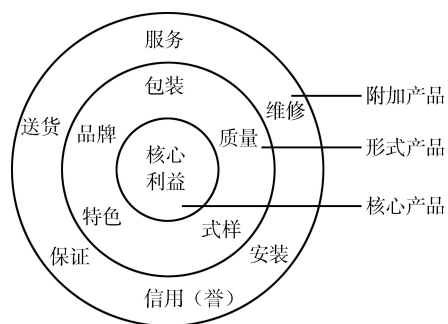 服务
包装
维修
附加产品
送货
品牌
质量
形式产品
核心
利益
核心产品
特色
式样
保证
安装
信用（誉）